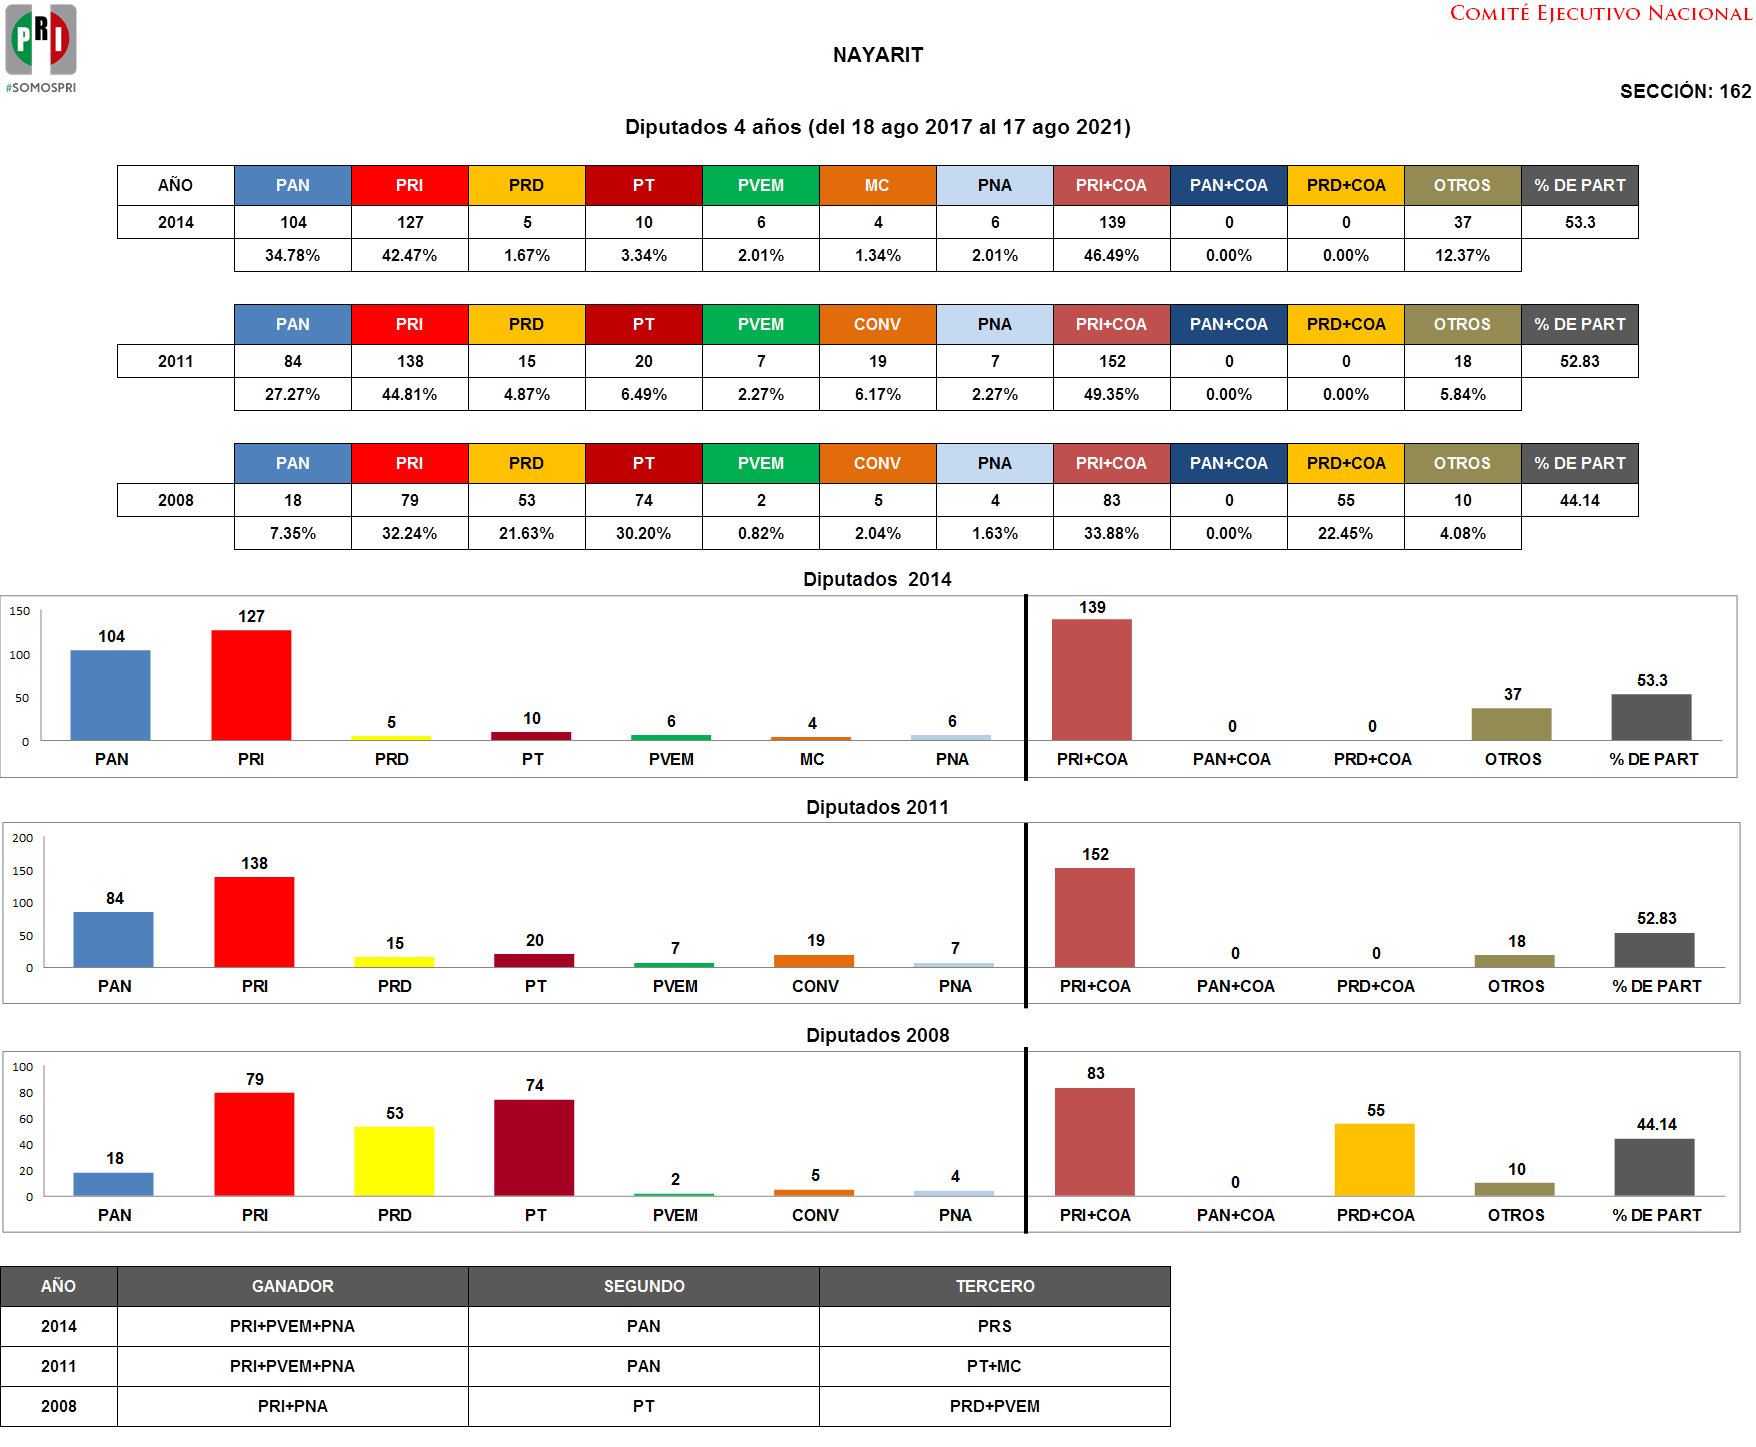 PRI
#SOMOSPRI
COMITÉ EJECUTIVO NACIONAL
NAYARIT
SECCIÓN: 162
Diputados 4 años (del 18 ago 2017 al 17 ago 2021)
AÑO PAN PRI PRD PT PVEM MC PNA PRI+COA PAN+COA PRD+COA OTROS % DE PART
2014 104 127 5 10 6 4 6 139 0 0 37 53.3
34.78% 42.47% 1.67% 3.34% 2.01% 1.34% 2.01% 46.49% 0.00% 0.00% 12.37%
PAN PRI PRD PT PVEM CONV PNA PRI+COA PAN+COA PRD+COA OTROS % DE PART
2011 84 138 15 20 7 19 7 152 0 0 18 52.83
27.27% 44.81% 4.87% 6.49% 2.27% 6.17% 2.27% 49.35% 0.00% 0.00% 5.84%
PAN PRI PRD PT PVEM CONV PNA PRI+COA PAN+COA PRD+COA OTROS % DE PART
2008 18 79 53 74 2 5 4 83 0 55 10 44.14
7.35% 32.24% 21.63% 30.20% 0.82% 2.04% 1.63% 33.88% 0.00% 22.45% 4.08%
Diputados 2014
150
100
50
0
104 127 5 10 6 4 6 139 0 0 37 53.3
PAN PRI PRD PT PVEM MC PNA PRI+COA PAN+COA PRD+COA OTROS % DE PART
Diputados 2011
200
150
100
50
0
84 138 15 20 7 19 7 152 0 0 18 52.83
PAN PRI PRD PT PVEM CONV PNA PRI+COA PAN+COA PRD+COA OTROS % DE PART
Diputados 2008
100
80
60
40
20
0
18 79 53 74 2 5 4 83 0 55 10 44.14
PAN PRI PRD PT PVEM CONV PNA PRI+COA PAN+COA PRD+COA OTROS % DE PART
AÑO GANADOR SEGUNDO TERCERO
2014 PRI+PVEM+PNA PAN PRS
2011 PRI+PVEM+PNA PAN PT+MC
2008 PRI+PNA PT PRD+PVEM